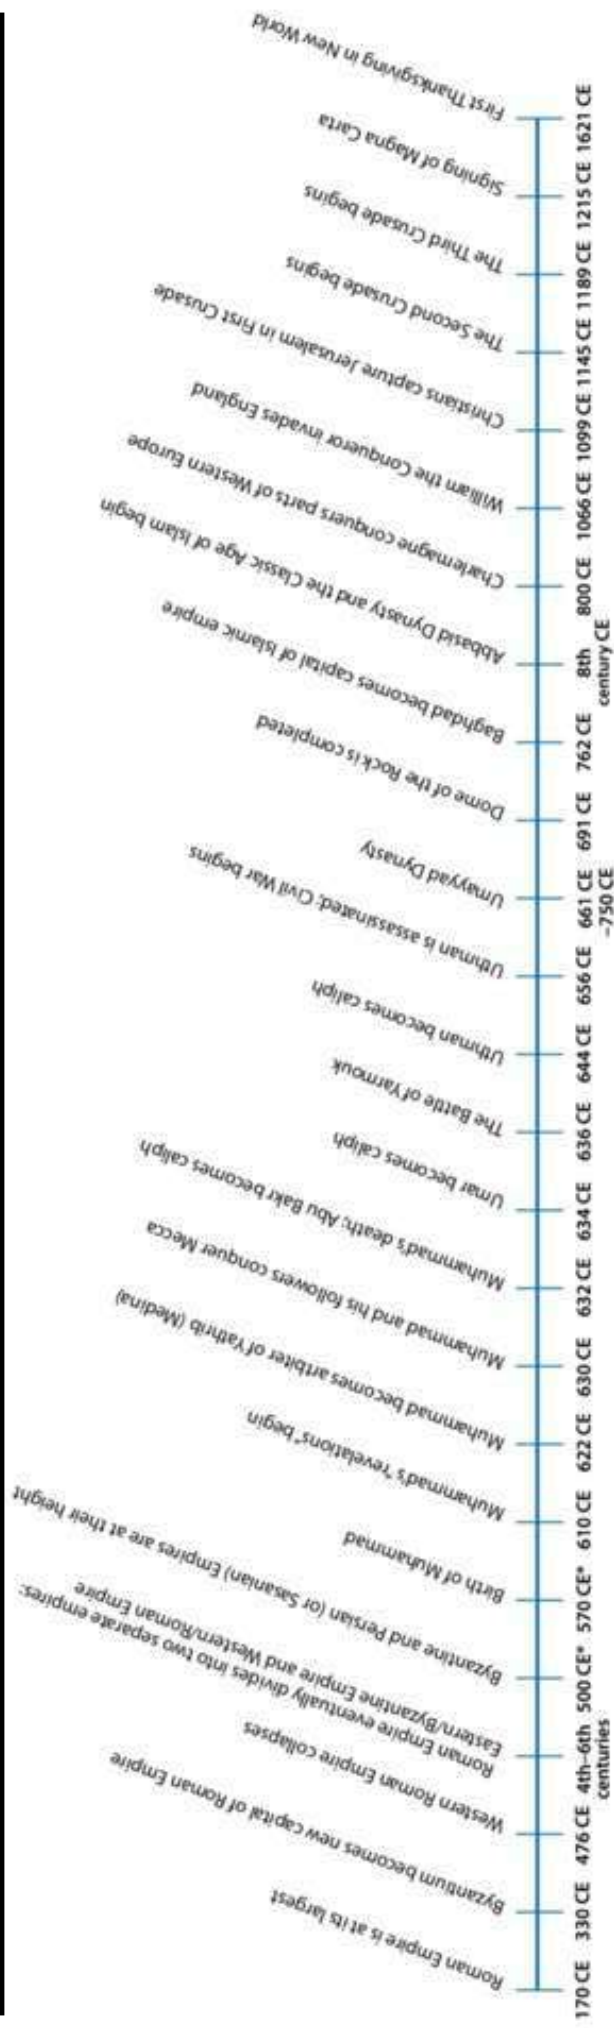 Roman Empire is at its largest
Byzantium becomes new capital of Roman Empire
Western Roman Empire collapses
Roman Empire eventually divides into two separate empires:
Eastern/Byzantine Empire and Western/Roman Empire
Byzantine and Persian (or Sasanian) Empires are at their height
Birth of Muhammad
Muhammad's "revelations" begin
Muhammad becomes artbiter of Yathrib (Medina)
Muhammad and his followers conquer Mecca
Muhammad's death; Abu Bakr becomes caliph
Umar becomes caliph
The Battle of Yarmouk
Uthman becomes caliph
Uthman is assassinated; Civil War begins
Umayyad Dynasty
Dome of the Rock is completed
Baghdad becomes capital of Islamic empire
Abbasid Dynasty and the Classic Age of Islam begin
Charlemagne conquers parts of Western Europe
William the Conqueror invades England
Christians capture Jerusalem in First Crusade
The Second Crusade begins
The Third Crusade begins
Signing of Magna Carta
First Thanksgiving in New World
170 CE
330 CE
476 CE
4th–6th
centuries
500 CE*
570 CE*
610 CE
622 CE
630 CE
632 CE
634 CE
636 CE
644 CE
656 CE
661 CE
–750 CE
691 CE
762 CE
8th
century CE
800 CE
1066 CE
1099 CE
1145 CE
1189 CE
1215 CE
1621 CE